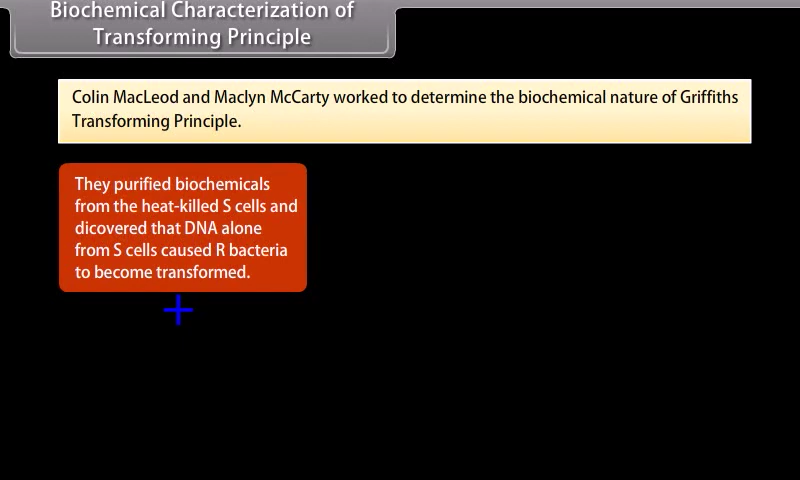 Biochemical Characterization of
Transforming Principle
Colin MacLeod and Maclyn McCarty worked to determine the biochemical nature of Griffiths
Transforming Principle.
They purified biochemicals
from the heat-killed S cells and
dicovered that DNA alone
from S cells caused R bacteria
to become transformed.
+